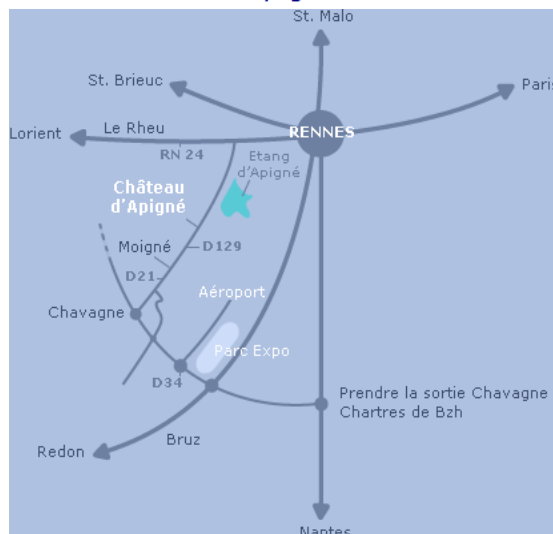 St. Malo
St. Brieuc
Paris
Lorient
Le Rheu
RENNES
RN 24
Etang
d'Apigné
Château
d'Apigné
Moigné
D129
D21
Aéroport
Chavagne
Parc Expo
D34
Prendre la sortie Chavagne
Chartres de Bzh
Bruz
Redon
Nantes